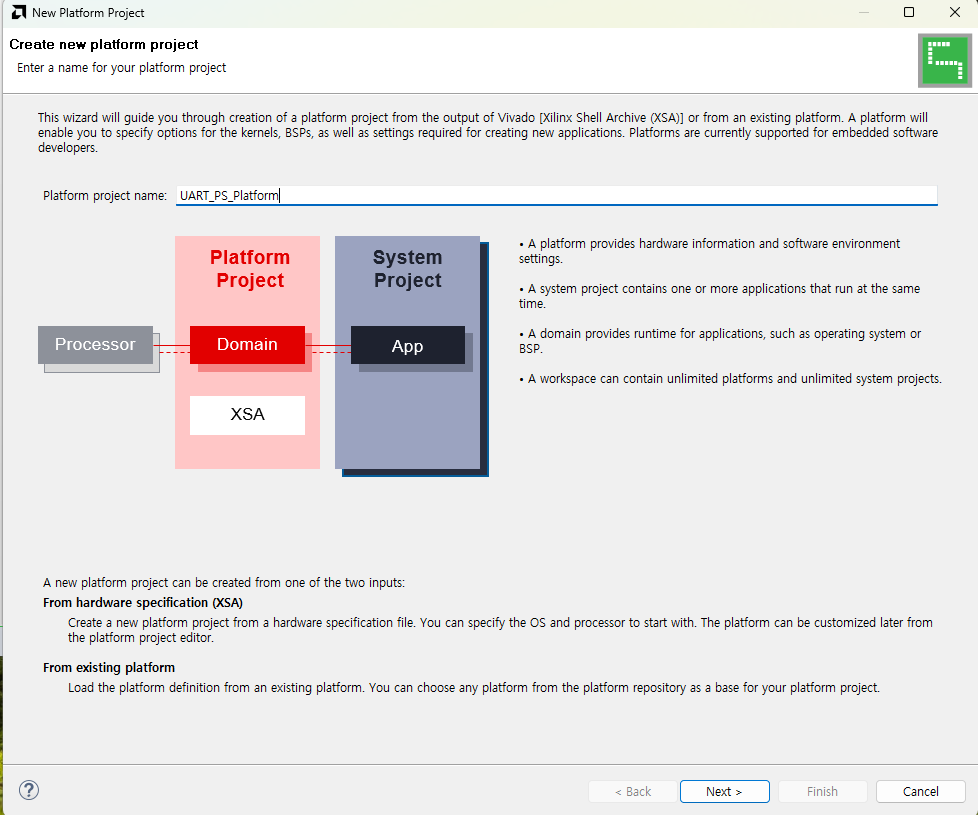 New Platform Project
Create new platform project
Enter a name for your platform project
This wizard will guide you through creation of a platform project from the output of Vivado [Xilinx Shell Archive (XSA)] or from an existing platform. A platform will
enable you to specify options for the kernels, BSPs, as well as settings required for creating new applications. Platforms are currently supported for embedded software
developers.
Platform project name: UART_PS_Platform
Platform
Project
System
Project
Processor
Domain
App
XSA
• A platform provides hardware information and software environment
settings.
• A system project contains one or more applications that run at the same
time.
• A domain provides runtime for applications, such as operating system or
BSP.
• A workspace can contain unlimited platforms and unlimited system projects.
A new platform project can be created from one of the two inputs:
From hardware specification (XSA)
Create a new platform project from a hardware specification file. You can specify the OS and processor to start with. The platform can be customized later from
the platform project editor.
From existing platform
Load the platform definition from an existing platform. You can choose any platform from the platform repository as a base for your platform project.
?
< Back
Next >
Finish
Cancel